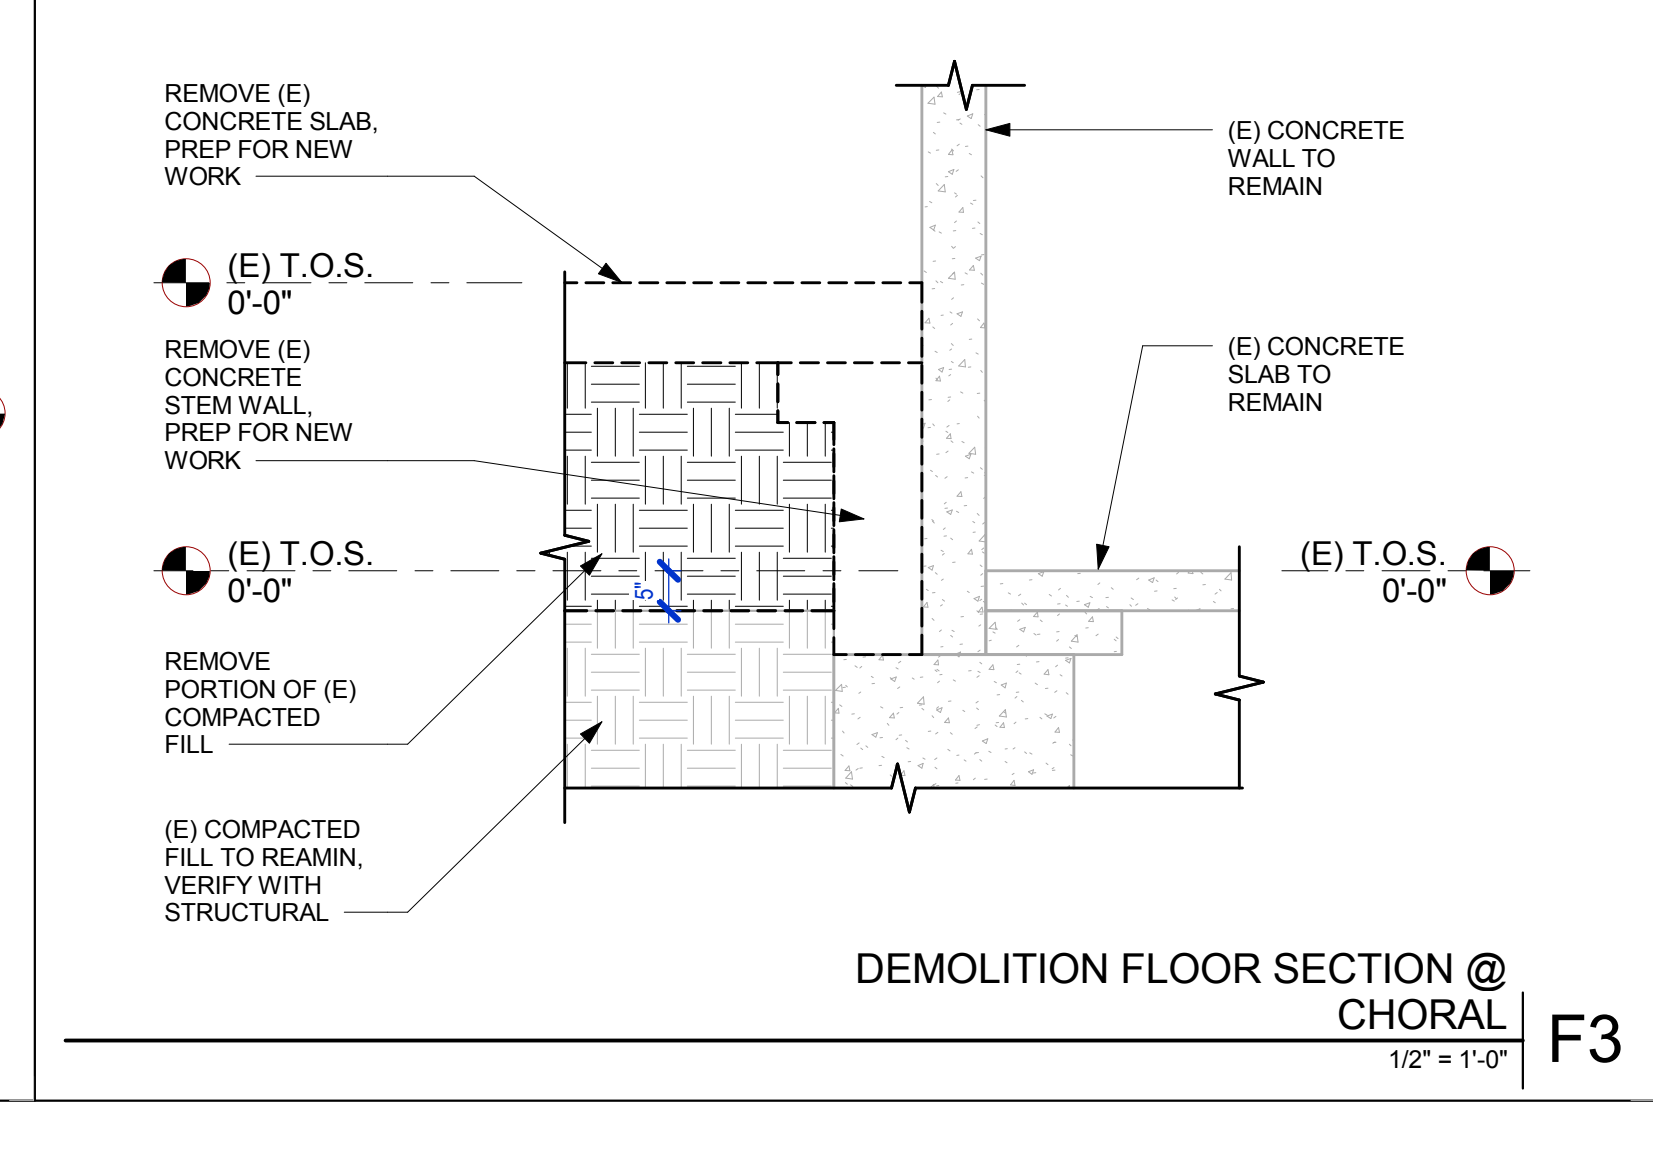 REMOVE (E)
CONCRETE SLAB,
PREP FOR NEW
WORK
(E) T.O.S.
0'-0"
REMOVE (E)
CONCRETE
STEM WALL,
PREP FOR NEW
WORK
(E) T.O.S.
0'-0"
5"
REMOVE
PORTION OF (E)
COMPACTED
FILL
(E) COMPACTED
FILL TO REAMIN,
VERIFY WITH
STRUCTURAL
(E) CONCRETE
WALL TO
REMAIN
(E) CONCRETE
SLAB TO
REMAIN
(E) T.O.S.
0'-0"
DEMOLITION FLOOR SECTION @
CHORAL
1/2" = 1'-0"
F3